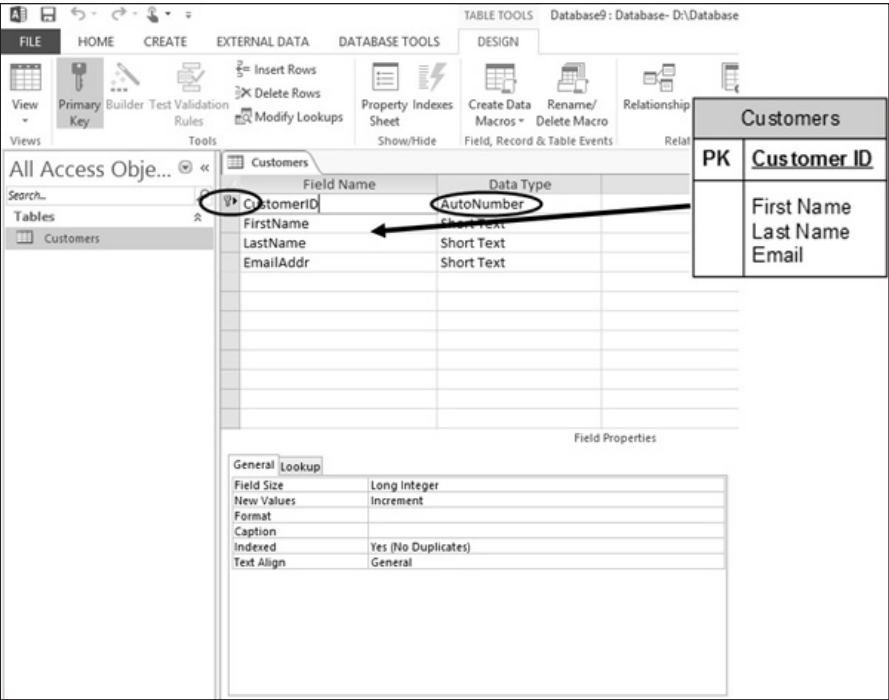 TABLE TOOLS Database9 : Database- D:\Database
FILE HOME CREATE EXTERNAL DATA DATABASE TOOLS DESIGN
View
Primary Key
Builder
Test Validation Rules
Insert Rows
Delete Rows
Modify Lookups
Property Sheet
Indexes
Create Data Macros
Rename/ Delete Macro
Relationship
Views Tools Show/Hide Field, Record & Table Events Relat
All Access Obje... «
Search...
Tables
Customers
Customers
Field Name Data Type
CustomerID AutoNumber
FirstName Short Text
LastName Short Text
EmailAddr Short Text
Customers
PK Customer ID
First Name
Last Name
Email
Field Properties
General Lookup
Field Size Long Integer
New Values Increment
Format
Caption
Indexed Yes (No Duplicates)
Text Align General